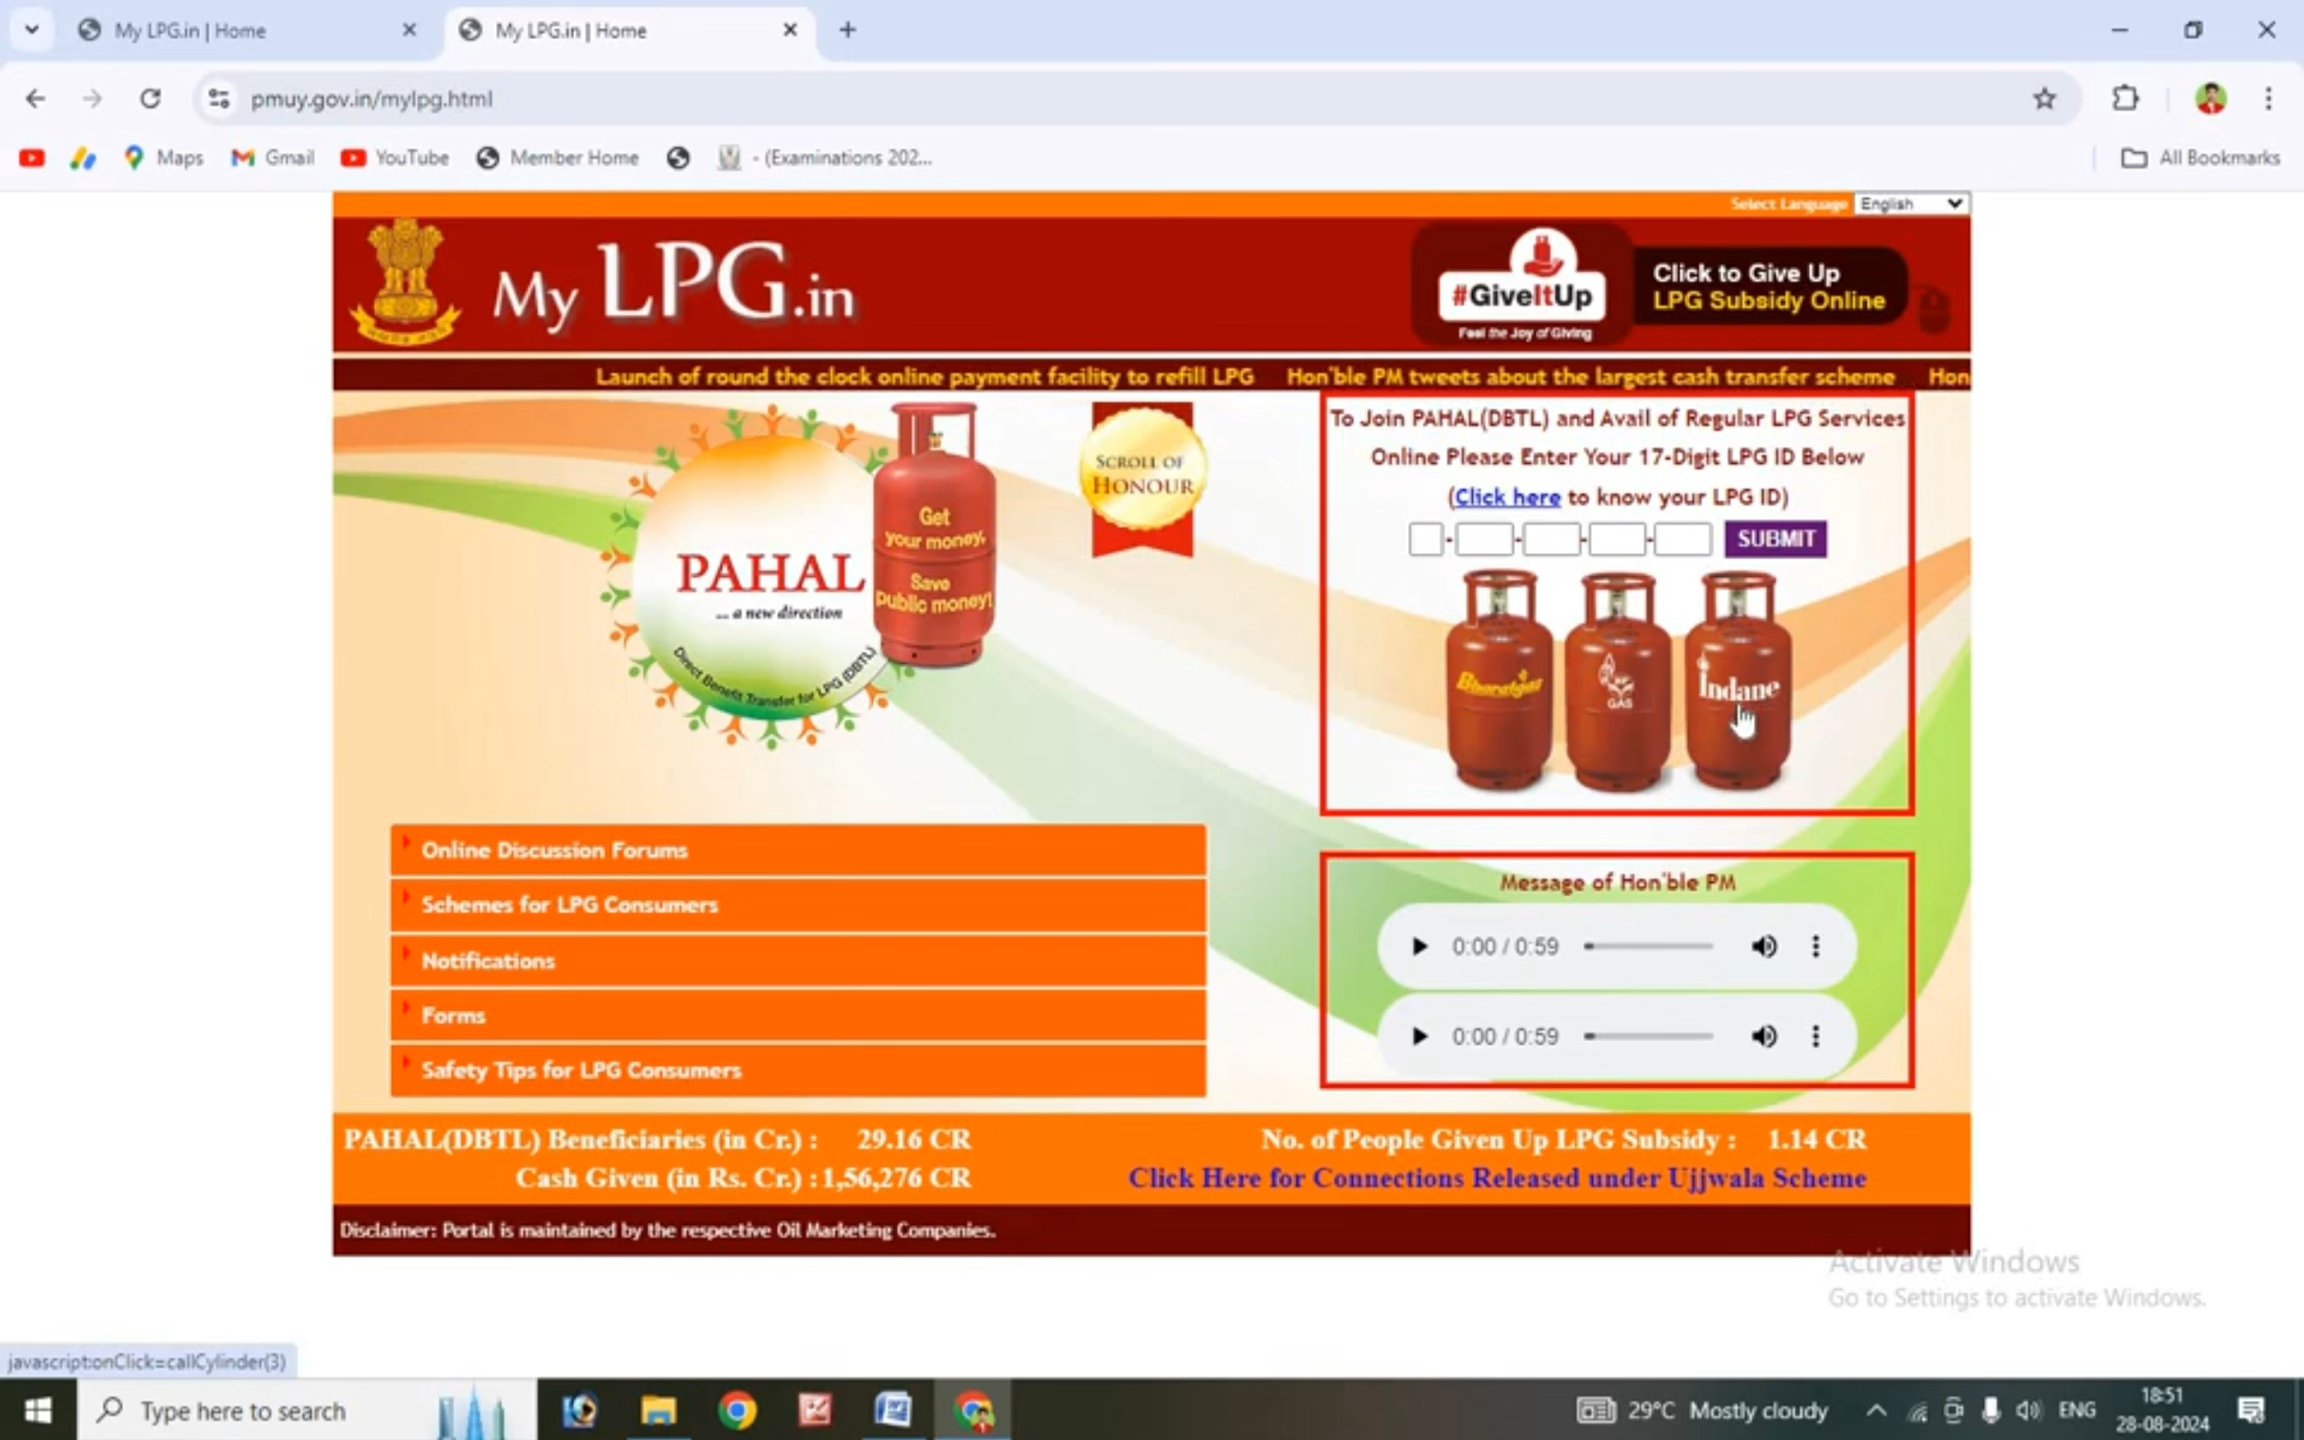 My LPG.in | Home
My LPG.in | Home
pmuy.gov.in/mylpg.html
Maps
Gmail
YouTube
Member Home
- (Examinations 202...
All Bookmarks
Select Language
English
My LPG.in
#GiveItUp
Feel the Joy of Giving
Click to Give Up
LPG Subsidy Online
Launch of round the clock online payment facility to refill LPG Hon'ble PM tweets about the largest cash transfer scheme Hon
PAHAL
... a new direction
Direct Benefit Transfer for LPG (DBTL)
Get
your money,
Save
public money!
SCROLL OF
HONOUR
To Join PAHAL(DBTL) and Avail of Regular LPG Services
Online Please Enter Your 17-Digit LPG ID Below
(Click here to know your LPG ID)
- - - - SUBMIT
Bharatgas
HP
GAS
Indane
Online Discussion Forums
Schemes for LPG Consumers
Notifications
Forms
Safety Tips for LPG Consumers
Message of Hon'ble PM
0:00 / 0:59
0:00 / 0:59
PAHAL(DBTL) Beneficiaries (in Cr.) : 29.16 CR
Cash Given (in Rs. Cr.) : 1,56,276 CR
No. of People Given Up LPG Subsidy : 1.14 CR
Click Here for Connections Released under Ujjwala Scheme
Disclaimer: Portal is maintained by the respective Oil Marketing Companies.
Activate Windows
Go to Settings to activate Windows.
javascript:onClick=callCylinder(3)
Type here to search
29°C Mostly cloudy
ENG
18:51
28-08-2024